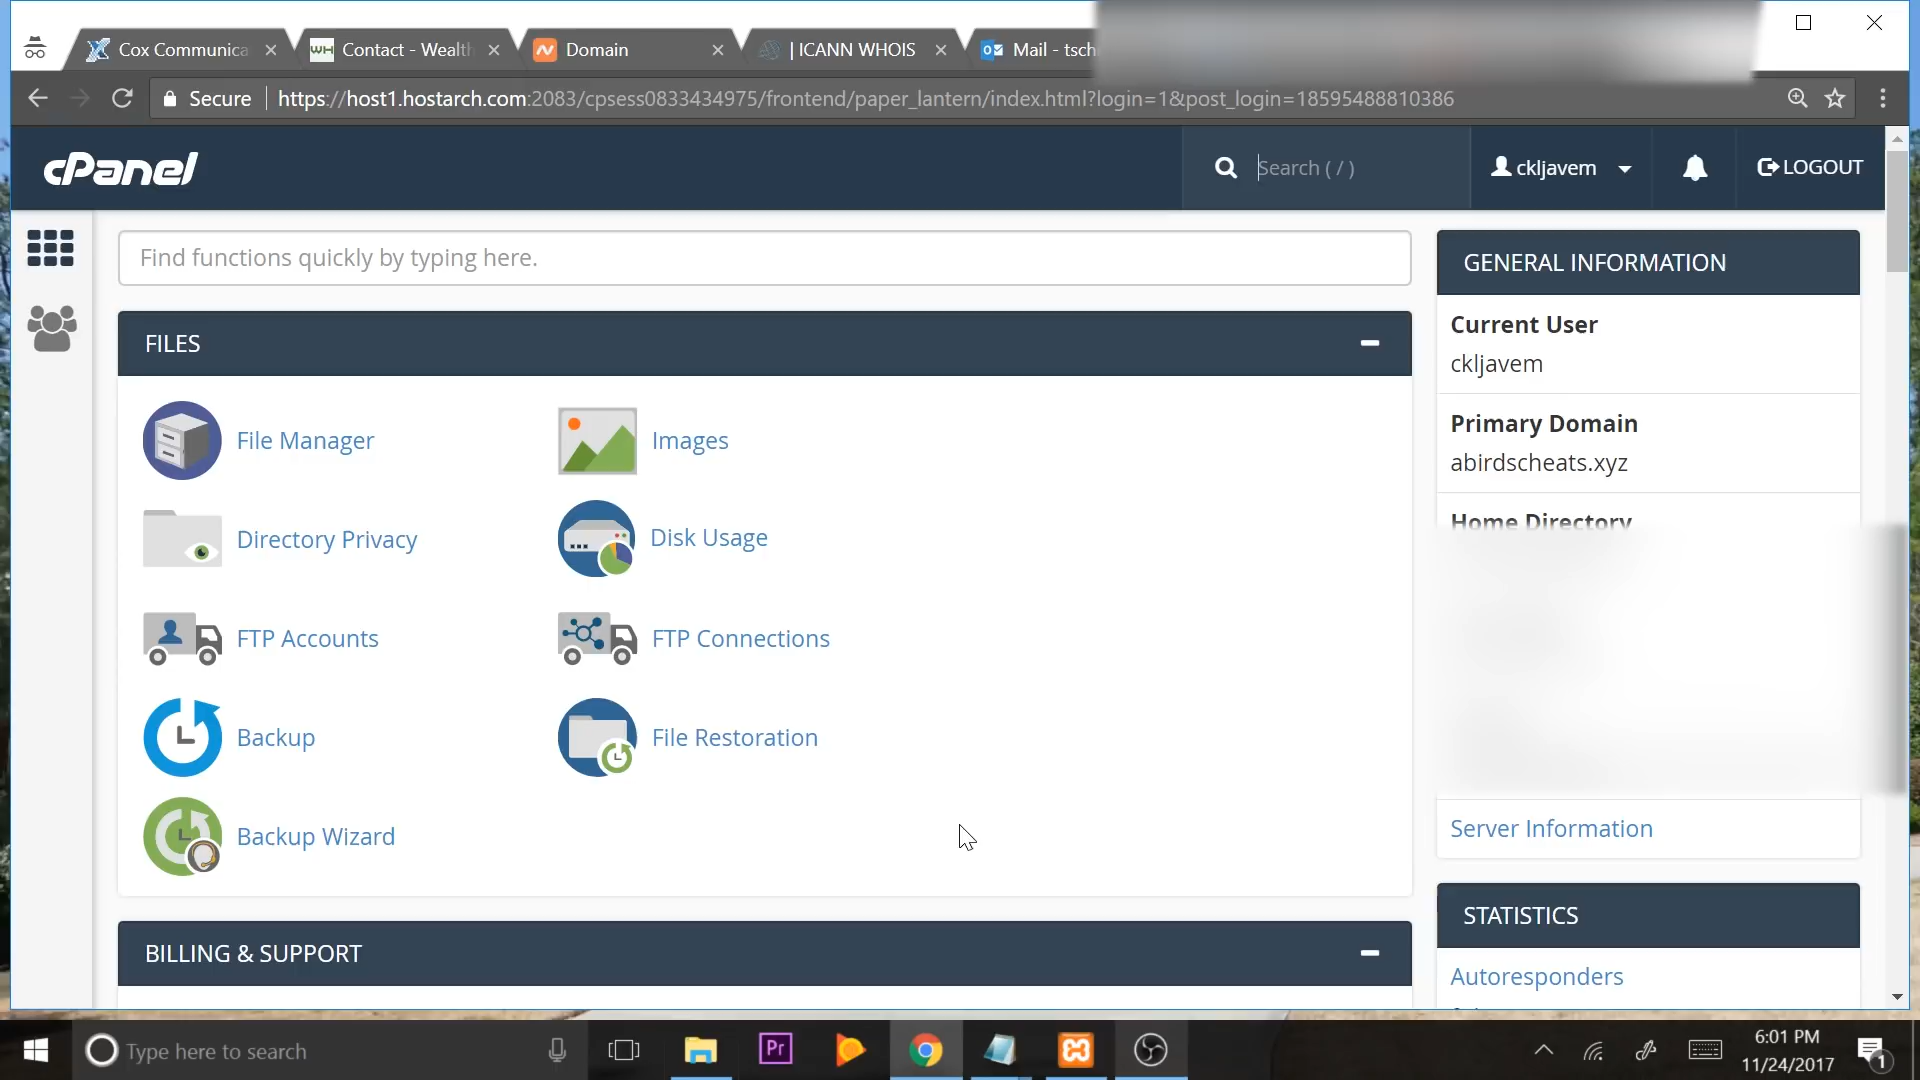 Cox Communica
Contact - Wealth
Domain
| ICANN WHOIS
Mail - tsch
Secure
https://host1.hostarch.com:2083/cpsess0833434975/frontend/paper_lantern/index.html?login=1&post_login=18595488810386
cPanel
Search ( / )
ckljavem
LOGOUT
Find functions quickly by typing here.
FILES
File Manager
Images
Directory Privacy
Disk Usage
FTP Accounts
FTP Connections
Backup
File Restoration
Backup Wizard
BILLING & SUPPORT
GENERAL INFORMATION
Current User
ckljavem
Primary Domain
abirdscheats.xyz
Home Directory
Server Information
STATISTICS
Autoresponders
Type here to search
Pr
6:01 PM
11/24/2017
1